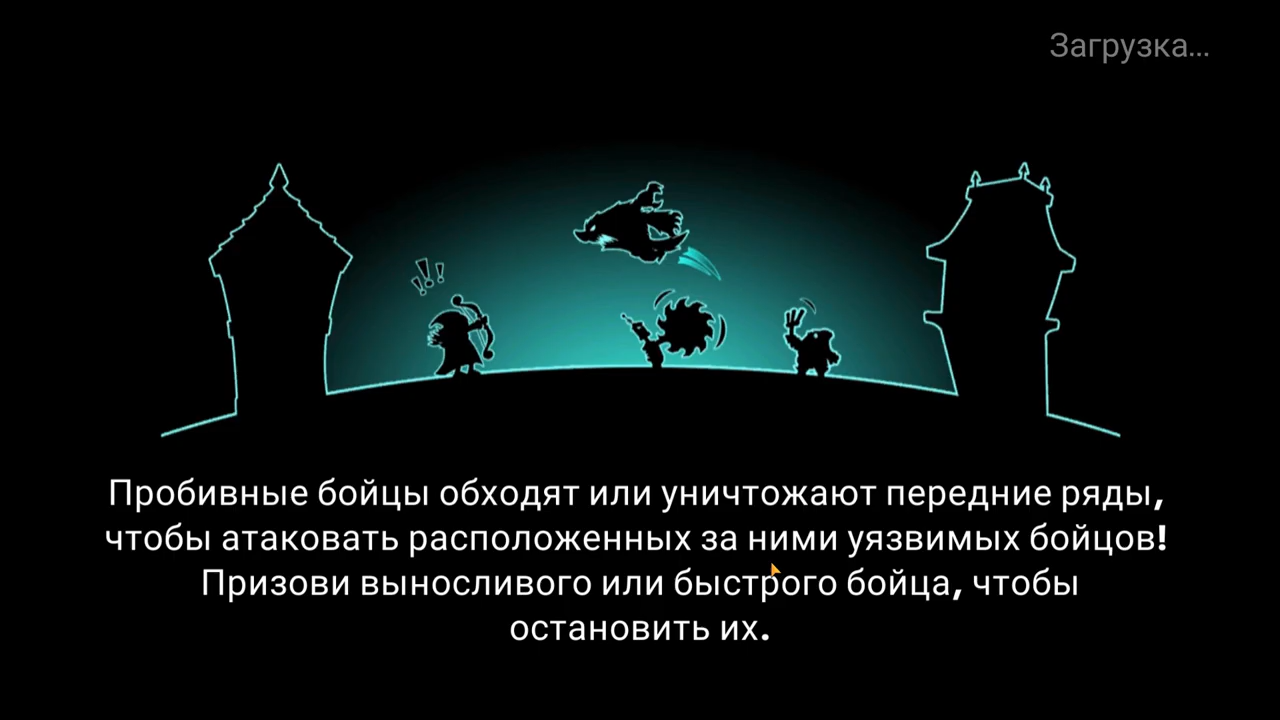 Загрузка...
Пробивные бойцы обходят или уничтожают передние ряды,
чтобы атаковать расположенных за ними уязвимых бойцов!
Призови выносливого или быстрого бойца, чтобы
остановить их.